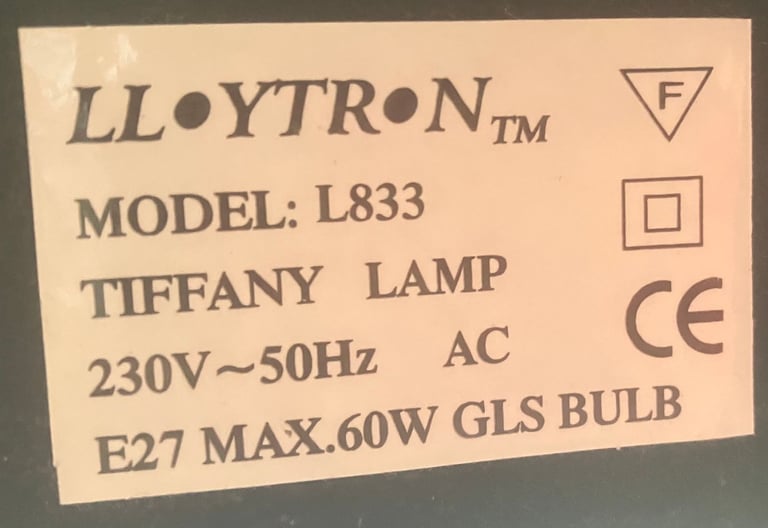 LL●YTR●N TM
F
MODEL: L833
TIFFANY LAMP
230V~50Hz AC
CE
E27 MAX.60W GLS BULB